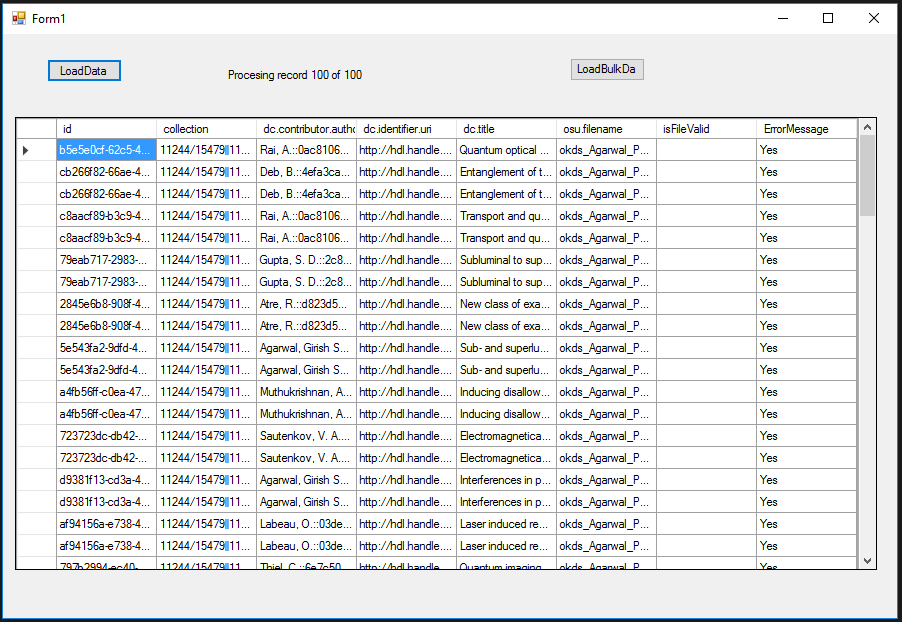 Form1
LoadData
Procesing record 100 of 100
LoadBulkDa
id collection dc.contributor.autho dc.identifier.uri dc.title osu.filename isFileValid ErrorMessage
b5e5e0cf-62c5-4... 11244/15479||11... Rai, A.::0ac8106... http://hdl.handle.... Quantum optical ... okds_Agarwal_P... Yes
cb266f82-66ae-4... 11244/15479||11... Deb, B.::4efa3ca... http://hdl.handle.... Entanglement of t... okds_Agarwal_P... Yes
cb266f82-66ae-4... 11244/15479||11... Deb, B.::4efa3ca... http://hdl.handle.... Entanglement of t... okds_Agarwal_P... Yes
c8aacf89-b3c9-4... 11244/15479||11... Rai, A.::0ac8106... http://hdl.handle.... Transport and qu... okds_Agarwal_P... Yes
c8aacf89-b3c9-4... 11244/15479||11... Rai, A.::0ac8106... http://hdl.handle.... Transport and qu... okds_Agarwal_P... Yes
79eab717-2983-... 11244/15479||11... Gupta, S. D.::2c8... http://hdl.handle.... Subluminal to sup... okds_Agarwal_P... Yes
79eab717-2983-... 11244/15479||11... Gupta, S. D.::2c8... http://hdl.handle.... Subluminal to sup... okds_Agarwal_P... Yes
2845e6b8-908f-4... 11244/15479||11... Atre, R.::d823d5... http://hdl.handle.... New class of exa... okds_Agarwal_P... Yes
2845e6b8-908f-4... 11244/15479||11... Atre, R.::d823d5... http://hdl.handle.... New class of exa... okds_Agarwal_P... Yes
5e543fa2-9dfd-4... 11244/15479||11... Agarwal, Girish S... http://hdl.handle.... Sub- and superlu... okds_Agarwal_P... Yes
5e543fa2-9dfd-4... 11244/15479||11... Agarwal, Girish S... http://hdl.handle.... Sub- and superlu... okds_Agarwal_P... Yes
a4fb56ff-c0ea-47... 11244/15479||11... Muthukrishnan, A... http://hdl.handle.... Inducing disallow... okds_Agarwal_P... Yes
a4fb56ff-c0ea-47... 11244/15479||11... Muthukrishnan, A... http://hdl.handle.... Inducing disallow... okds_Agarwal_P... Yes
723723dc-db42-... 11244/15479||11... Sautenkov, V. A.... http://hdl.handle.... Electromagnetica... okds_Agarwal_P... Yes
723723dc-db42-... 11244/15479||11... Sautenkov, V. A.... http://hdl.handle.... Electromagnetica... okds_Agarwal_P... Yes
d9381f13-cd3a-4... 11244/15479||11... Agarwal, Girish S... http://hdl.handle.... Interferences in p... okds_Agarwal_P... Yes
d9381f13-cd3a-4... 11244/15479||11... Agarwal, Girish S... http://hdl.handle.... Interferences in p... okds_Agarwal_P... Yes
af94156a-e738-4... 11244/15479||11... Labeau, O.::03de... http://hdl.handle.... Laser induced re... okds_Agarwal_P... Yes
af94156a-e738-4... 11244/15479||11... Labeau, O.::03de... http://hdl.handle.... Laser induced re... okds_Agarwal_P... Yes
797b2994-ec40-... 11244/15479||11... Thiel, C.::6e7c50... http://hdl.handle.... Quantum imaging... okds_Agarwal_P... Yes